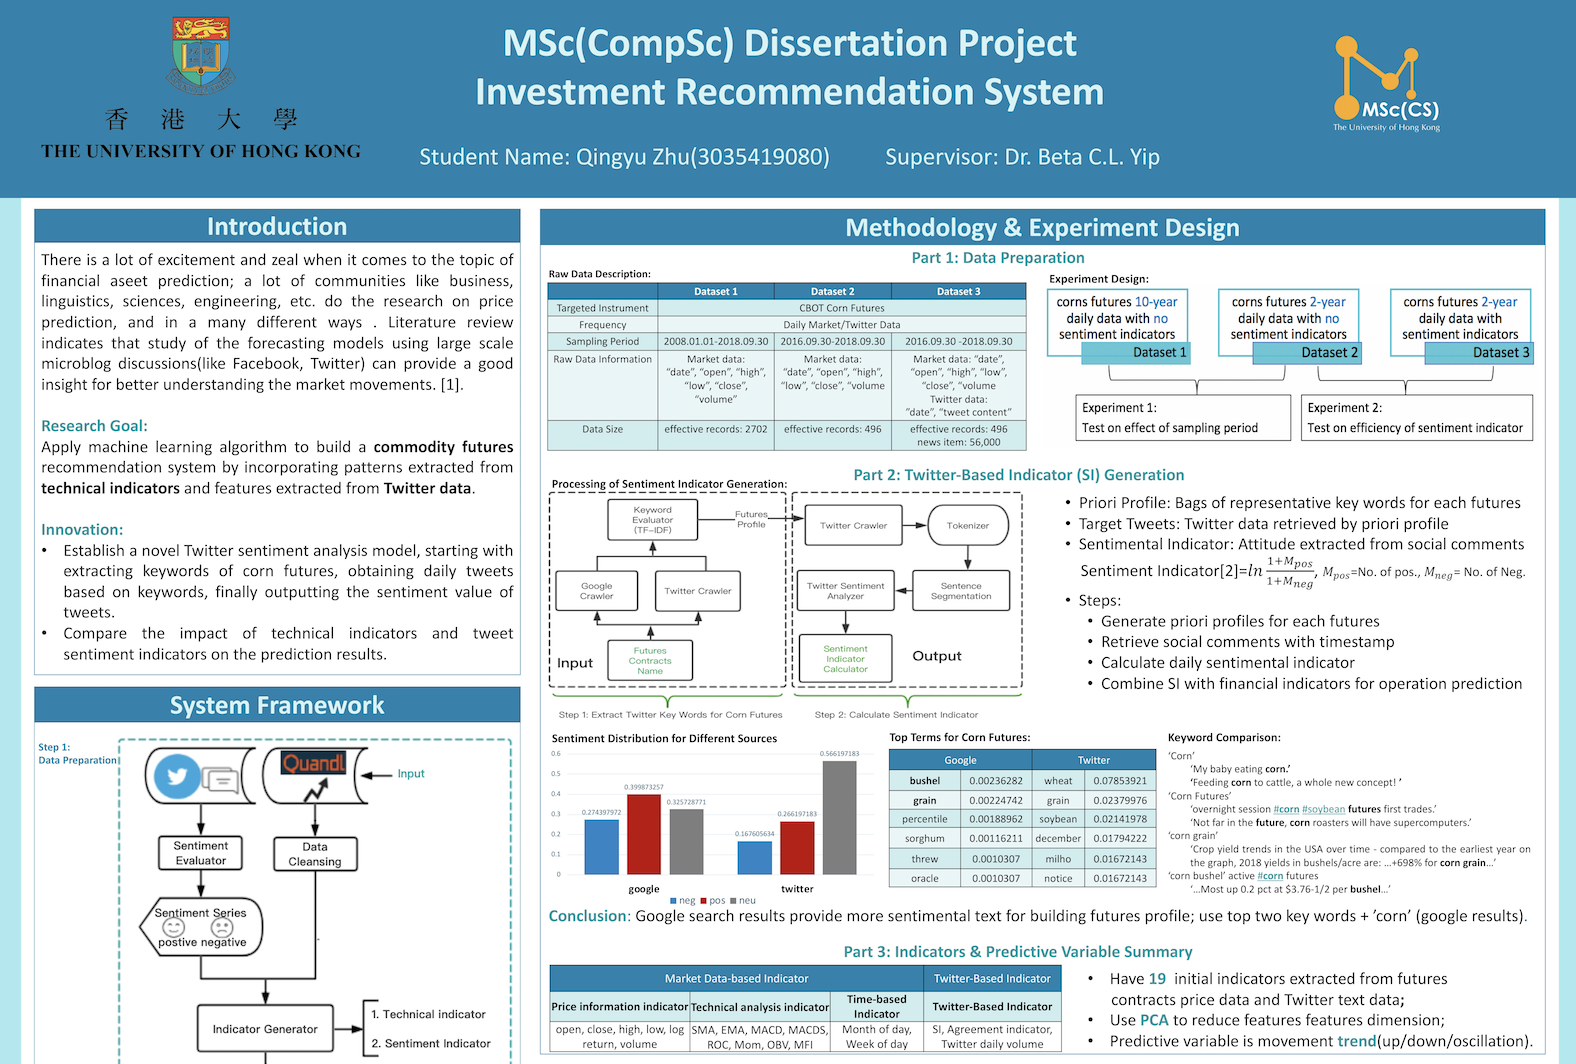 香 港 大 學
THE UNIVERSITY OF HONG KONG
MSc(CompSc) Dissertation Project
Investment Recommendation System
Student Name: Qingyu Zhu(3035419080)
Supervisor: Dr. Beta C.L. Yip
MSc(CS)
The University of Hong Kong
Introduction
There is a lot of excitement and zeal when it comes to the topic of
financial aseet prediction; a lot of communities like business,
linguistics, sciences, engineering, etc. do the research on price
prediction, and in a many different ways . Literature review
indicates that study of the forecasting models using large scale
microblog discussions(like Facebook, Twitter) can provide a good
insight for better understanding the market movements. [1].
Research Goal:
Apply machine learning algorithm to build a commodity futures
recommendation system by incorporating patterns extracted from
technical indicators and features extracted from Twitter data.
Innovation:
• Establish a novel Twitter sentiment analysis model, starting with
extracting keywords of corn futures, obtaining daily tweets
based on keywords, finally outputting the sentiment value of
tweets.
• Compare the impact of technical indicators and tweet
sentiment indicators on the prediction results.
System Framework
Step 1:
Data Preparation
Quandl
Input
Sentiment
Evaluator
Data
Cleansing
Sentiment Series
postive negative
Indicator Generator
1. Technical indicator
2. Sentiment Indicator
Methodology & Experiment Design
Part 1: Data Preparation
Raw Data Description:
Dataset 1 Dataset 2 Dataset 3
Targeted Instrument CBOT Corn Futures
Frequency Daily Market/Twitter Data
Sampling Period 2008.01.01-2018.09.30 2016.09.30-2018.09.30 2016.09.30 -2018.09.30
Raw Data Information Market data: Market data: Market data: “date”,
“date”, “open”, “high”, “date”, “open”, “high”, “open”, “high”, “low”,
“low”, “close”, “low”, “close”, “volume “close”, “volume
“volume” Twitter data:
”date”, “tweet content”
Data Size effective records: 2702 effective records: 496 effective records: 496
news item: 56,000
Experiment Design:
corns futures 10-year
daily data with no
sentiment indicators
Dataset 1
corns futures 2-year
daily data with no
sentiment indicators
Dataset 2
corns futures 2-year
daily data with
sentiment indicators
Dataset 3
Experiment 1:
Test on effect of sampling period
Experiment 2:
Test on efficiency of sentiment indicator
Part 2: Twitter-Based Indicator (SI) Generation
Processing of Sentiment Indicator Generation:
Keyword
Evaluator
(TF-IDF)
Futures
Profile
Google
Crawler
Twitter Crawler
Futures
Contracts
Name
Input
Twitter Crawler
Tokenizer
Twitter Sentiment
Analyzer
Sentence
Segmentation
Sentiment
Indicator
Calculator
Output
Step 1: Extract Twitter Key Words for Corn Futures
Step 2: Calculate Sentiment Indicator
• Priori Profile: Bags of representative key words for each futures
• Target Tweets: Twitter data retrieved by priori profile
• Sentimental Indicator: Attitude extracted from social comments
Sentiment Indicator[2]=ln (1+Mpos)/(1+Mneg), Mpos=No. of pos., Mneg= No. of Neg.
• Steps:
• Generate priori profiles for each futures
• Retrieve social comments with timestamp
• Calculate daily sentimental indicator
• Combine SI with financial indicators for operation prediction
Sentiment Distribution for Different Sources
0.6
0.5
0.4
0.3
0.2
0.1
0
0.274397972
0.399873257
0.325728771
0.167605634
0.266197183
0.566197183
google
twitter
neg pos neu
Top Terms for Corn Futures:
Google Twitter
bushel 0.00236282 wheat 0.07853921
grain 0.00224742 grain 0.02379976
percentile 0.00188962 soybean 0.02141978
sorghum 0.00116211 december 0.01794222
threw 0.0010307 milho 0.01672143
oracle 0.0010307 notice 0.01672143
Keyword Comparison:
‘Corn’
‘My baby eating corn.’
‘Feeding corn to cattle, a whole new concept! ’
‘Corn Futures’
‘overnight session #corn #soybean futures first trades.’
‘Not far in the future, corn roasters will have supercomputers.’
‘corn grain’
‘Crop yield trends in the USA over time - compared to the earliest year on
the graph, 2018 yields in bushels/acre are: ...+698% for corn grain...’
‘corn bushel’ active #corn futures
‘...Most up 0.2 pct at $3.76-1/2 per bushel...’
Conclusion: Google search results provide more sentimental text for building futures profile; use top two key words + ’corn’ (google results).
Part 3: Indicators & Predictive Variable Summary
Market Data-based Indicator Twitter-Based Indicator
Price information indicator Technical analysis indicator Time-based Indicator Twitter-Based Indicator
open, close, high, low, log SMA, EMA, MACD, MACDS, Month of day, SI, Agreement indicator,
return, volume ROC, Mom, OBV, MFI Week of day Twitter daily volume
• Have 19 initial indicators extracted from futures
contracts price data and Twitter text data;
• Use PCA to reduce features features dimension;
• Predictive variable is movement trend(up/down/oscillation).